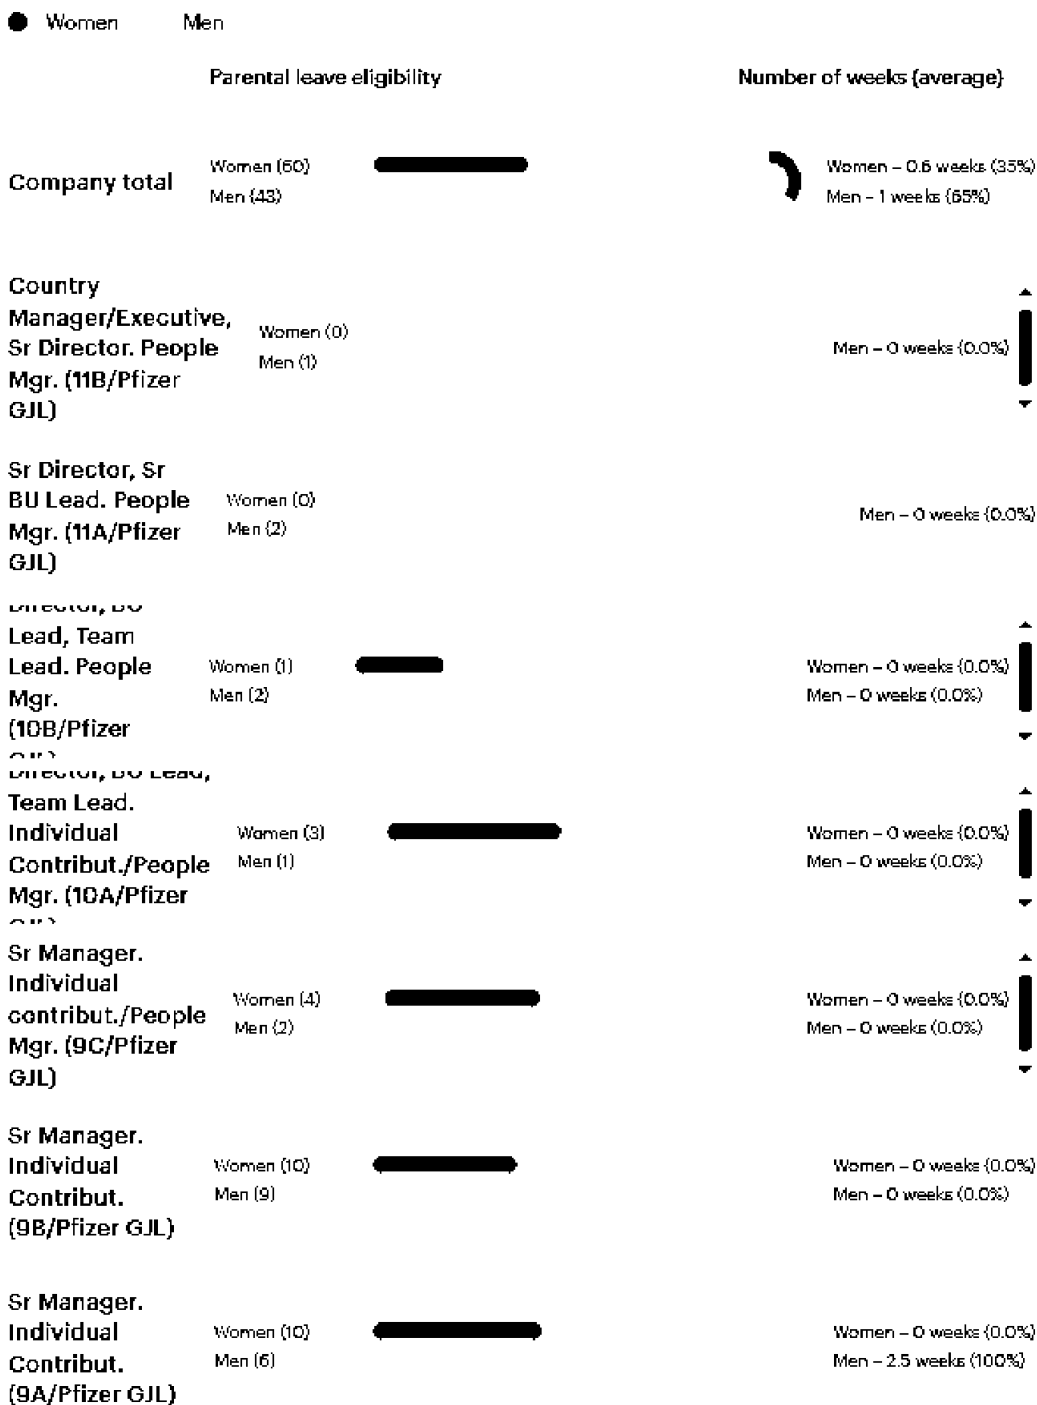 Women Men
Parental leave eligibility Number of weeks (average)
Company total
Women (60)
Men (43)
Women – 0.6 weeks (35%)
Men – 1 weeks (65%)
Country
Manager/Executive,
Sr Director. People
Mgr. (11B/Pfizer
GJL)
Women (0)
Men (1)
Men – 0 weeks (0.0%)
Sr Director, Sr
BU Lead. People
Mgr. (11A/Pfizer
GJL)
Women (0)
Men (2)
Men – 0 weeks (0.0%)
Director, BU
Lead, Team
Lead. People
Mgr.
(10B/Pfizer
Women (1)
Men (2)
Women – 0 weeks (0.0%)
Men – 0 weeks (0.0%)
Director, BU Lead,
Team Lead.
Individual
Contribut./People
Mgr. (10A/Pfizer
Women (3)
Men (1)
Women – 0 weeks (0.0%)
Men – 0 weeks (0.0%)
Sr Manager.
Individual
contribut./People
Mgr. (9C/Pfizer
GJL)
Women (4)
Men (2)
Women – 0 weeks (0.0%)
Men – 0 weeks (0.0%)
Sr Manager.
Individual
Contribut.
(9B/Pfizer GJL)
Women (10)
Men (9)
Women – 0 weeks (0.0%)
Men – 0 weeks (0.0%)
Sr Manager.
Individual
Contribut.
(9A/Pfizer GJL)
Women (10)
Men (6)
Women – 0 weeks (0.0%)
Men – 2.5 weeks (100%)